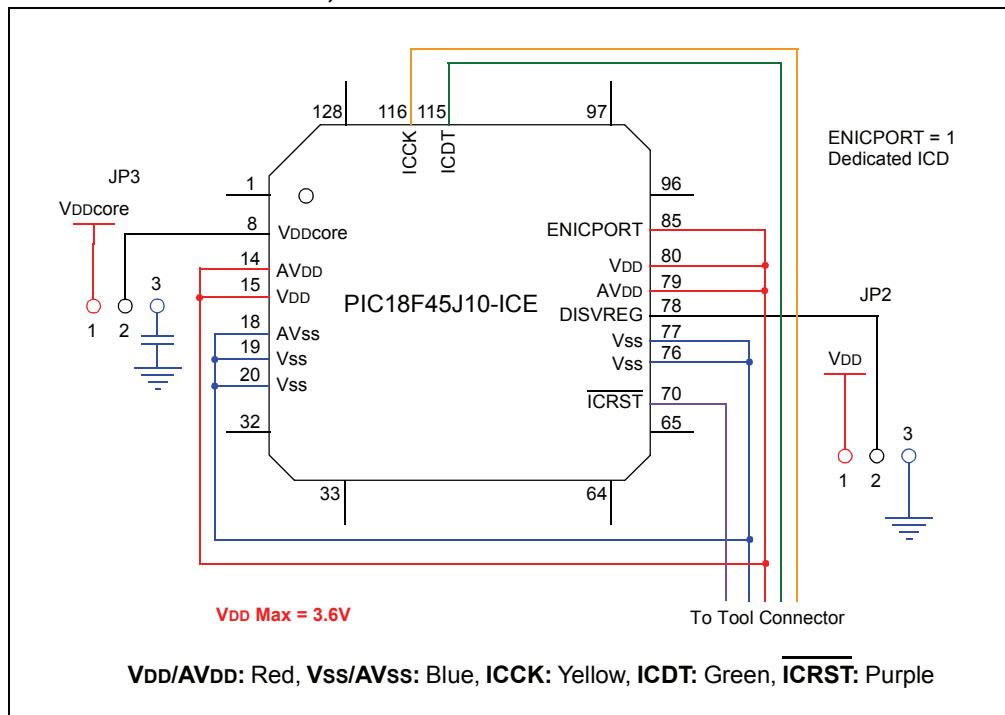 128
116
115
97
ICCK
ICDT
ENICPORT = 1
Dedicated ICD
JP3
1
96
VDDcore
8
VDDcore
ENICPORT
85
14
AVDD
VDD
80
15
VDD
AVDD
79
3
PIC18F45J10-ICE
DISVREG
78
JP2
1
2
18
AVss
Vss
77
19
Vss
Vss
76
VDD
20
Vss
ICRST
70
32
65
3
1
2
33
64
VDD Max = 3.6V
To Tool Connector
VDD/AVDD: Red, Vss/AVss: Blue, ICCK: Yellow, ICDT: Green, ICRST: Purple